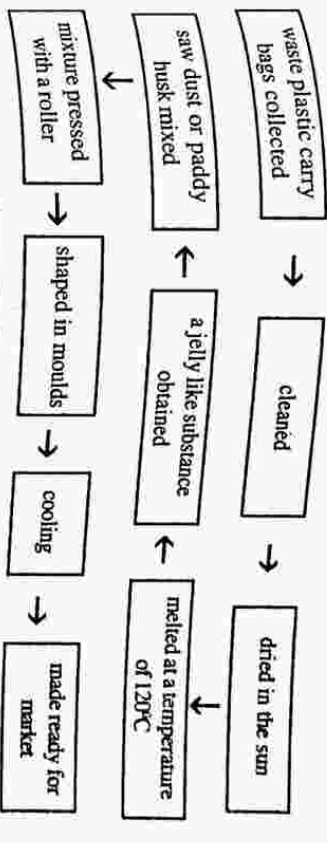 waste plastic carry
bags collected
cleaned
dried in the sun
melted at a temperature
of 120°C
a jelly like substance
obtained
saw dust or paddy
husk mixed
mixture pressed
with a roller
shaped in moulds
cooling
made ready for
market